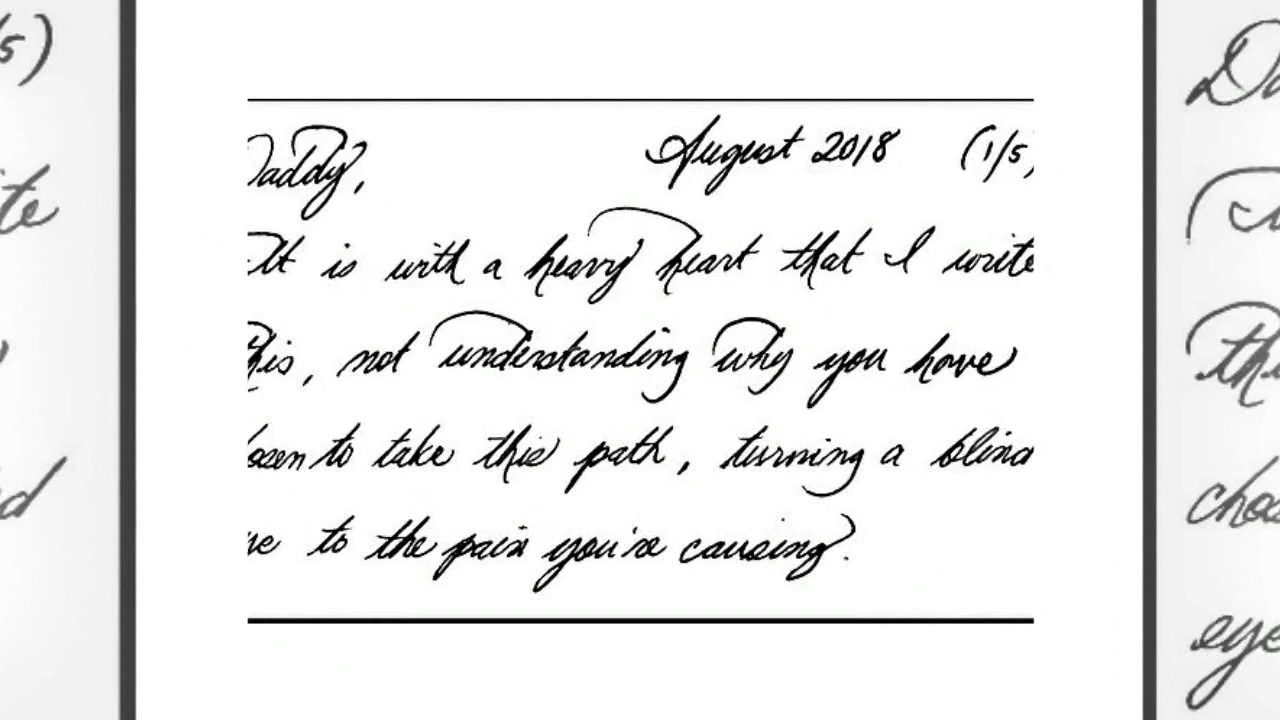 Daddy, August 2018 (1/5)
It is with a heavy heart that I write
this, not understanding why you have
chosen to take this path, turning a blind
eye to the pain you're causing.